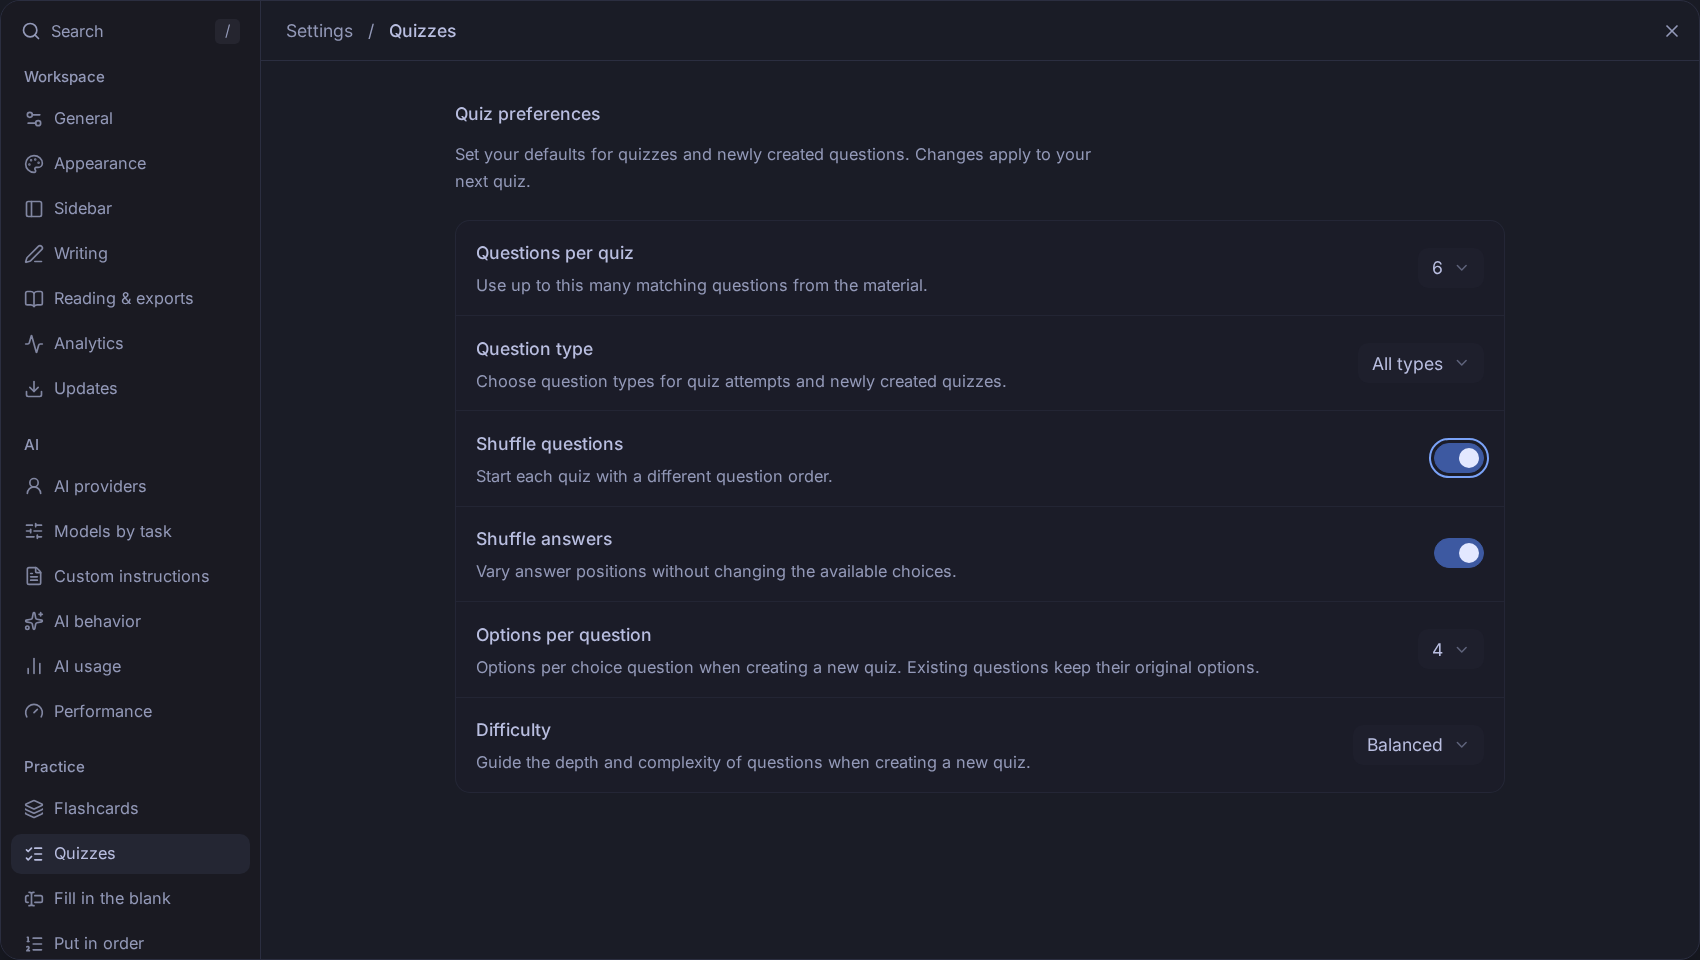 Search /
Workspace
General
Appearance
Sidebar
Writing
Reading & exports
Analytics
Updates
AI
AI providers
Models by task
Custom instructions
AI behavior
AI usage
Performance
Practice
Flashcards
Quizzes
Fill in the blank
Put in order
Settings / Quizzes
Quiz preferences
Set your defaults for quizzes and newly created questions. Changes apply to your
next quiz.
Questions per quiz
Use up to this many matching questions from the material.
6
Question type
Choose question types for quiz attempts and newly created quizzes.
All types
Shuffle questions
Start each quiz with a different question order.
Shuffle answers
Vary answer positions without changing the available choices.
Options per question
Options per choice question when creating a new quiz. Existing questions keep their original options.
4
Difficulty
Guide the depth and complexity of questions when creating a new quiz.
Balanced